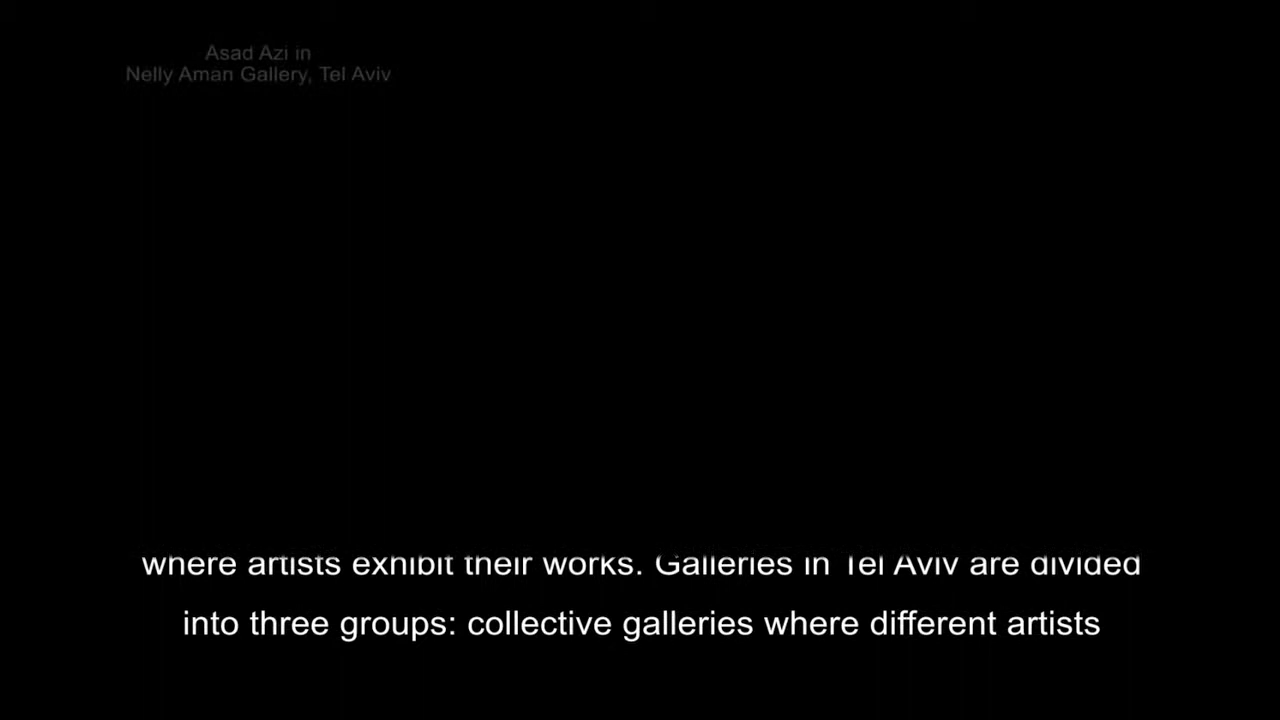 Asad Azi in
Nelly Aman Gallery, Tel Aviv
where artists exhibit their works. Galleries in Tel Aviv are divided
into three groups: collective galleries where different artists